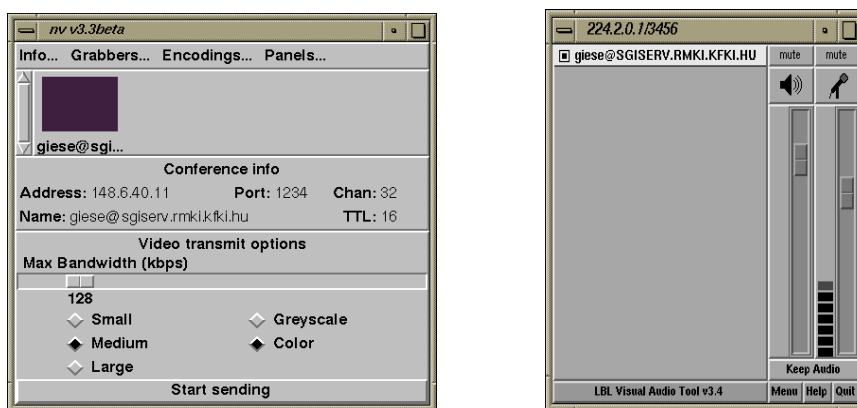 nv v3.3beta
Info... Grabbers... Encodings... Panels...
giese@sgi...
Conference info
Address: 148.6.40.11 Port: 1234 Chan: 32
Name: giese@sgiserv.rmki.kfki.hu TTL: 16
Video transmit options
Max Bandwidth (kbps)
128
Small Greyscale
Medium Color
Large
Start sending
224.2.0.1/3456
giese@SGISERV.RMKI.KFKI.HU mute mute
Keep Audio
LBL Visual Audio Tool v3.4 Menu Help Quit